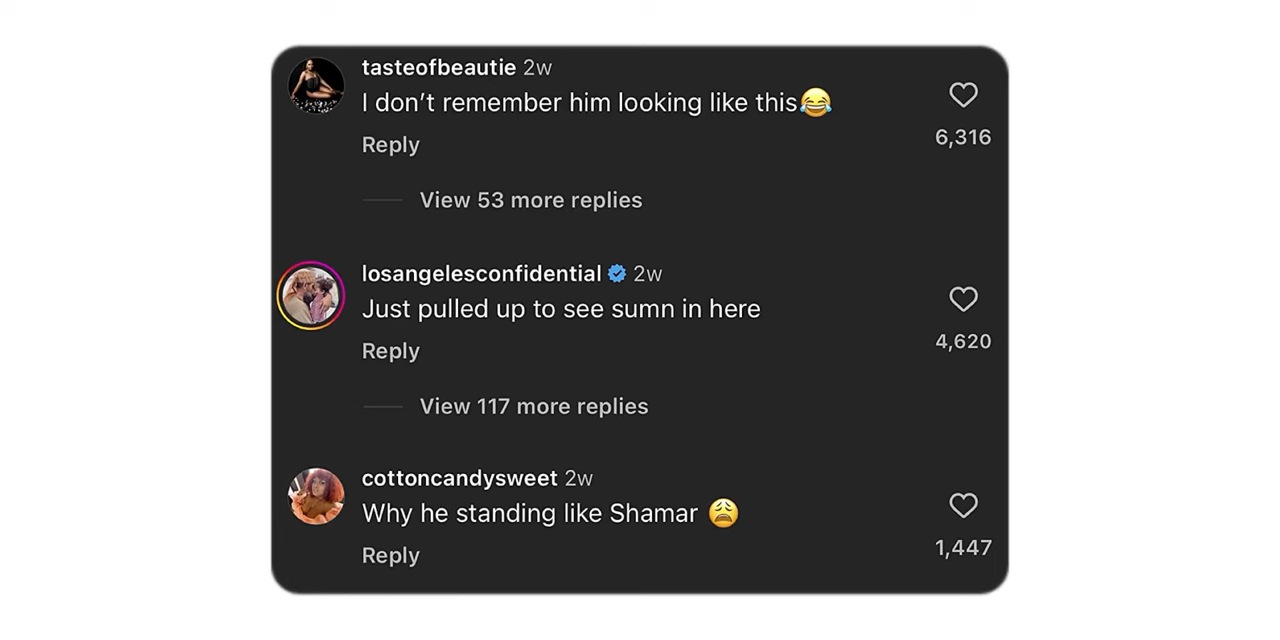 tasteofbeautie 2w
I don’t remember him looking like this😂
6,316
Reply
View 53 more replies
losangelesconfidential 2w
Just pulled up to see sumn in here
4,620
Reply
View 117 more replies
cottoncandysweet 2w
Why he standing like Shamar 😩
1,447
Reply